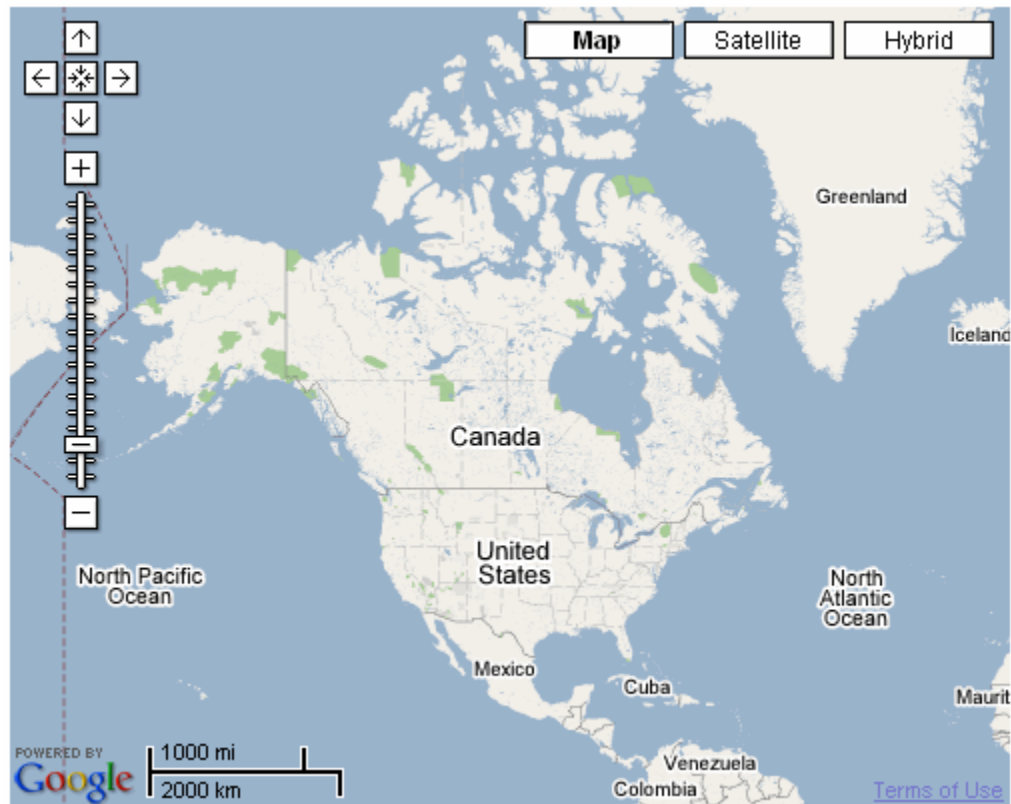 Map
Satellite
Hybrid
Greenland
Iceland
Canada
United
States
North Pacific
Ocean
North
Atlantic
Ocean
Mexico
Cuba
Maurit
Venezuela
Colombia
POWERED BY
Google
1000 mi
2000 km
Terms of Use